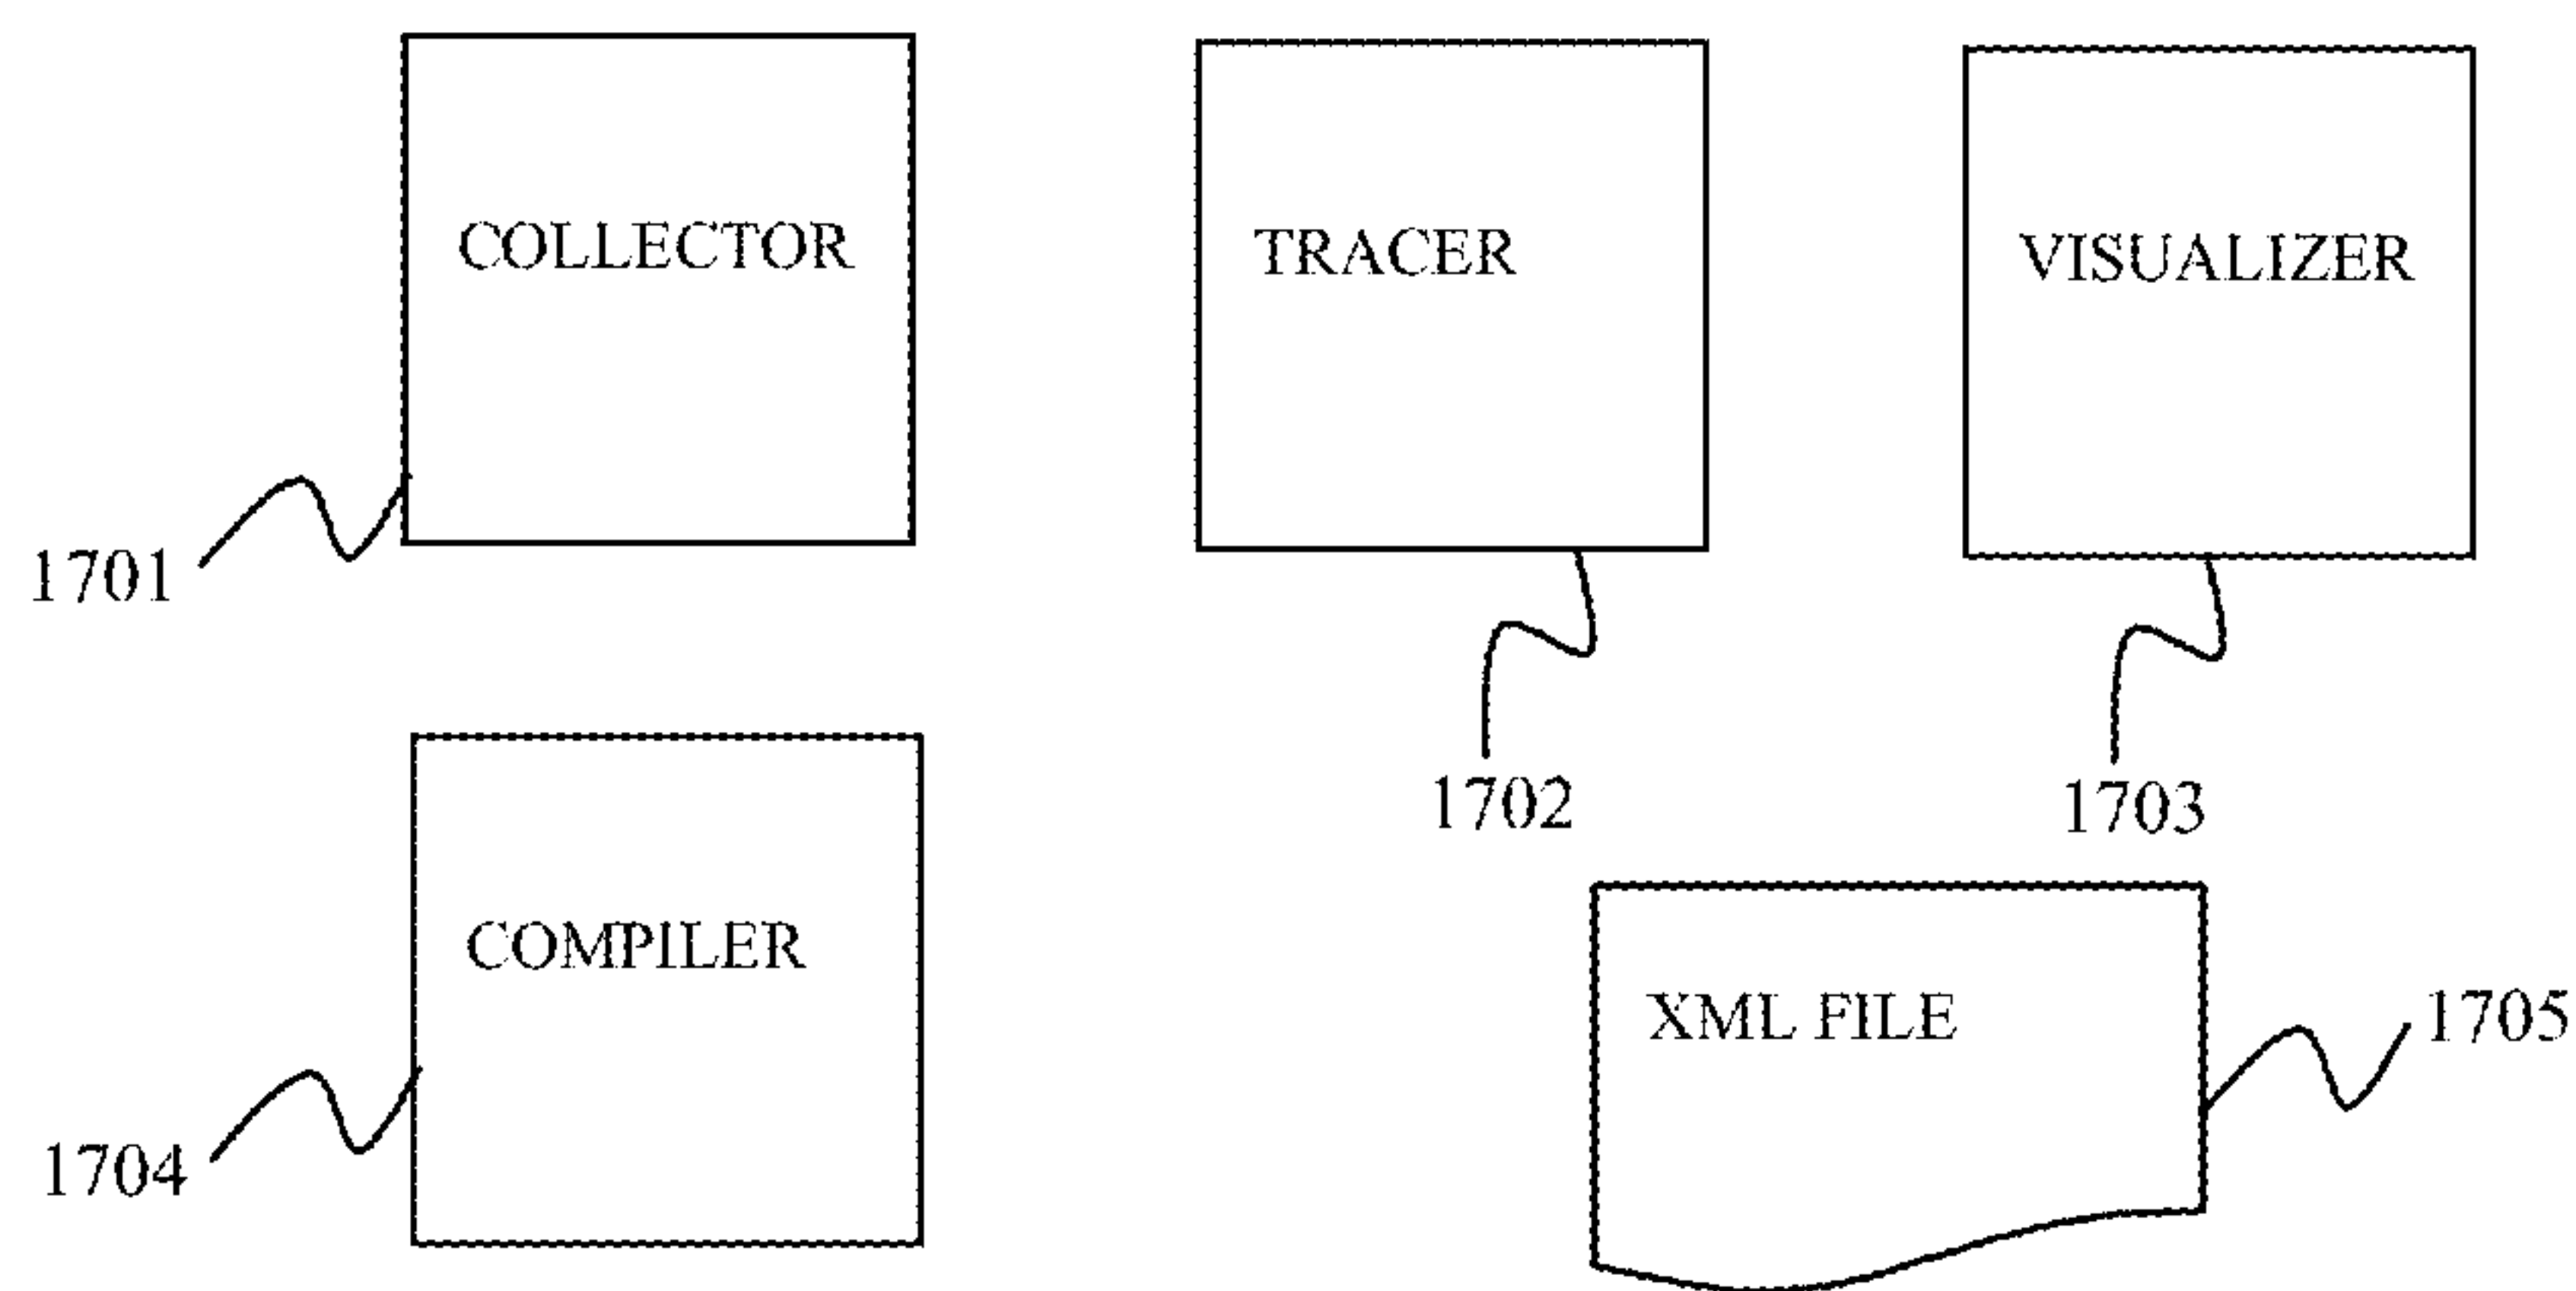 COLLECTOR
TRACER
VISUALIZER
1701
1702
1703
COMPILER
XML FILE
1705
1704